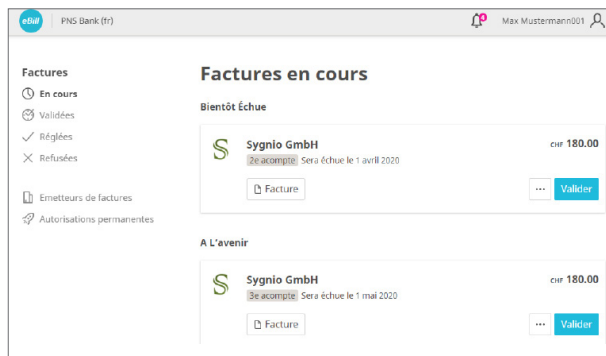 eBill
PNS Bank (fr)
Max Mustermann001
Factures
En cours
Validées
Réglées
Refusées
Emetteurs de factures
Autorisations permanentes
Factures en cours
Bientôt Échue
S
Sygnio GmbH
CHF 180.00
2e acompte Sera échue le 1 avril 2020
Facture
... Valider
A L'avenir
S
Sygnio GmbH
CHF 180.00
3e acompte Sera échue le 1 mai 2020
Facture
... Valider